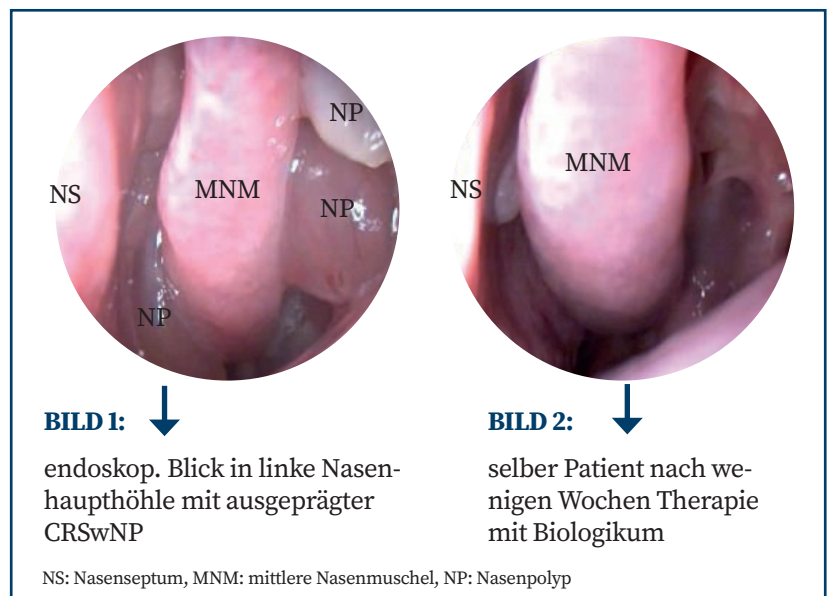 NP
NS
MNM
NP
NP
NS
MNM
BILD 1:
endoskop. Blick in linke Nasen-
haupthöhle mit ausgeprägter
CRSwNP
BILD 2:
selber Patient nach we-
nigen Wochen Therapie
mit Biologikum
NS: Nasenseptum, MNM: mittlere Nasenmuschel, NP: Nasenpolyp